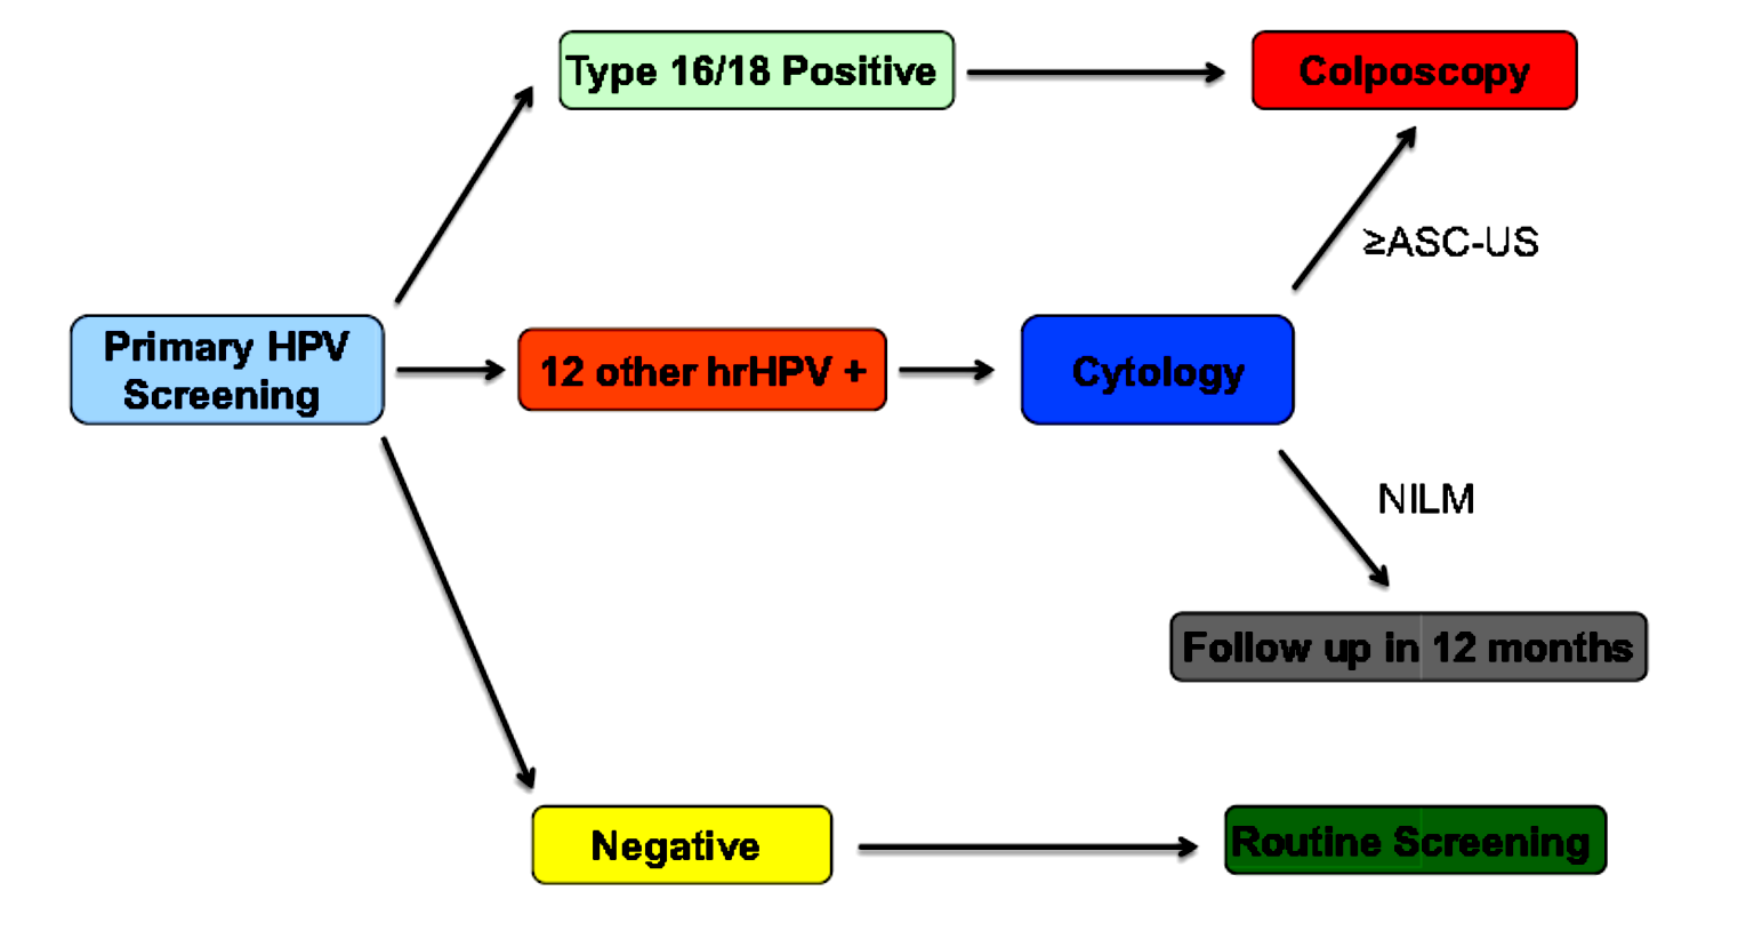 Type 16/18 Positive
Colposcopy
≥ASC-US
Primary HPV
Screening
12 other hrHPV +
Cytology
NILM
Follow up in 12 months
Negative
Routine Screening